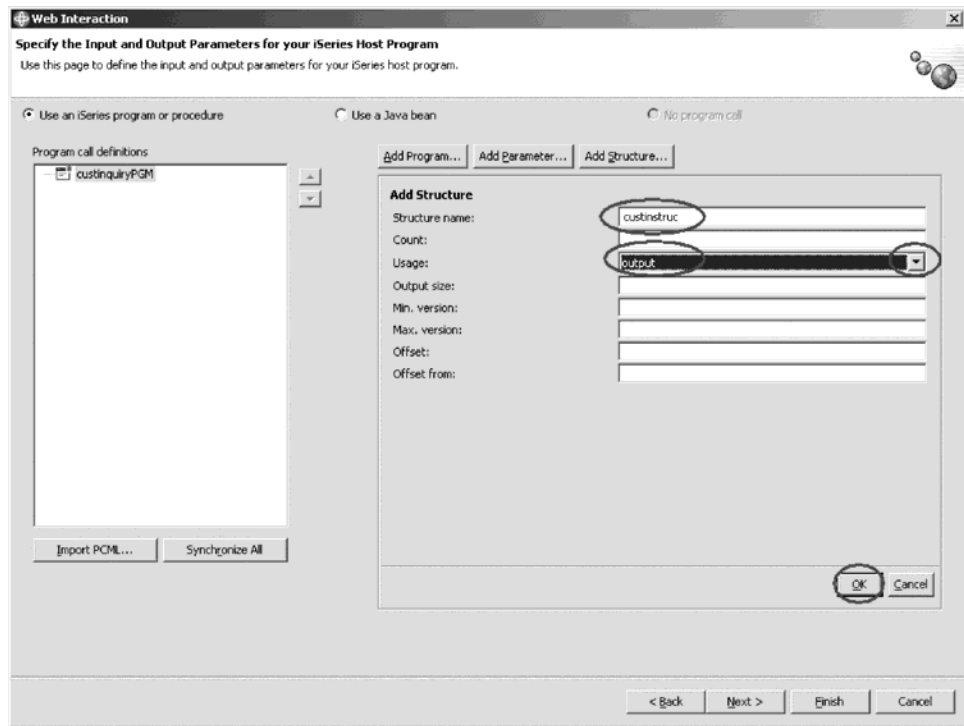 Web Interaction
Specify the Input and Output Parameters for your iSeries Host Program
Use this page to define the input and output parameters for your iSeries host program.
Use an iSeries program or procedure
Use a Java bean
No program call
Program call definitions
custinquiryPGM
Add Program...
Add Parameter...
Add Structure...
Add Structure
Structure name: custinstruc
Count:
Usage: output
Output size:
Min. version:
Max. version:
Offset:
Offset from:
Import PCML...
Synchronize All
OK
Cancel
< Back
Next >
Finish
Cancel